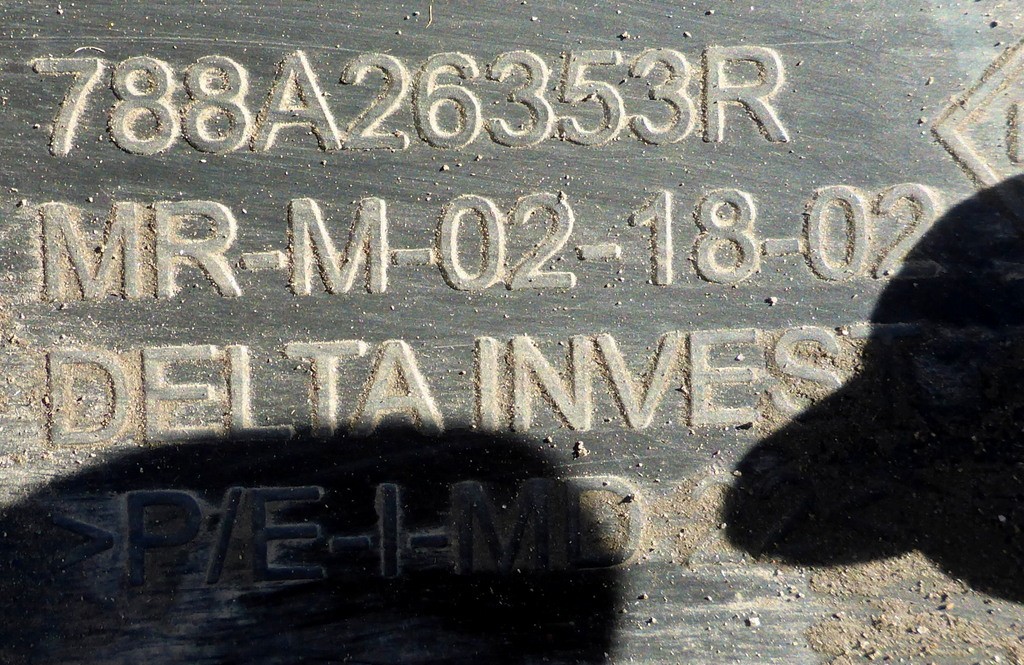 788A26353R
MR-M-02-18-02
DELTA INVEST
>P/E-I-MD